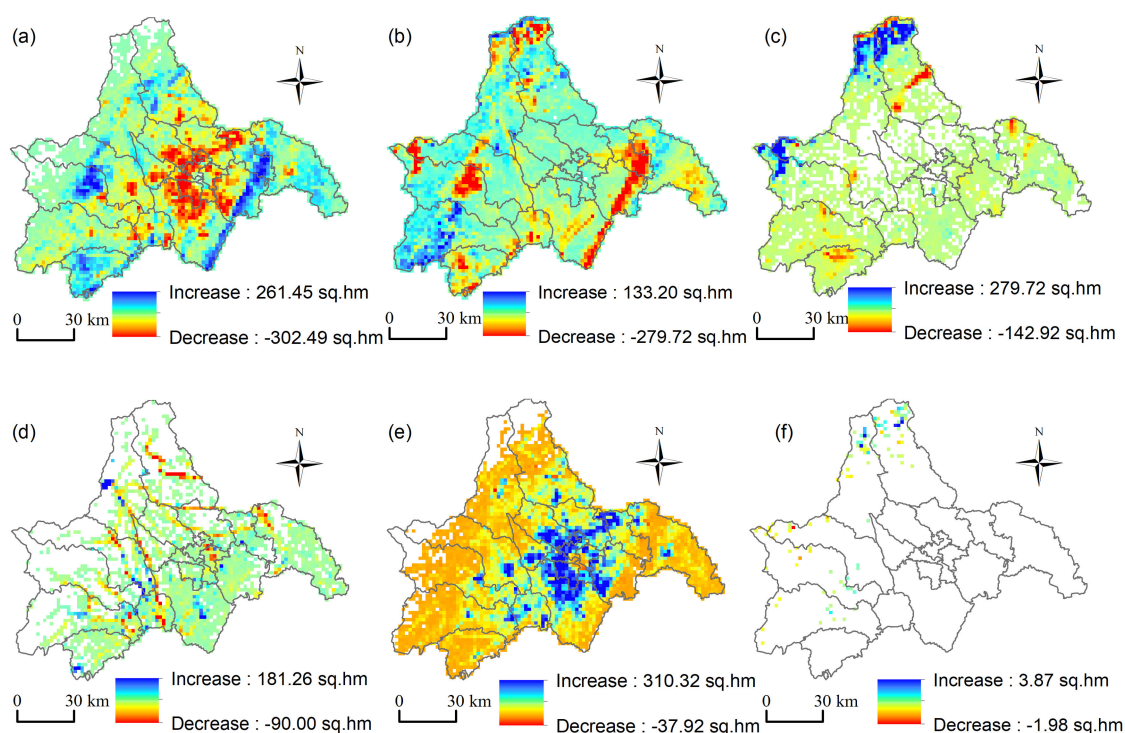 (a)
N
Increase : 261.45 sq.hm
Decrease : -302.49 sq.hm
0 30 km
(b)
N
Increase : 133.20 sq.hm
Decrease : -279.72 sq.hm
0 30 km
(c)
N
Increase : 279.72 sq.hm
Decrease : -142.92 sq.hm
0 30 km
(d)
N
Increase : 181.26 sq.hm
Decrease : -90.00 sq.hm
0 30 km
(e)
N
Increase : 310.32 sq.hm
Decrease : -37.92 sq.hm
0 30 km
(f)
N
Increase : 3.87 sq.hm
Decrease : -1.98 sq.hm
0 30 km